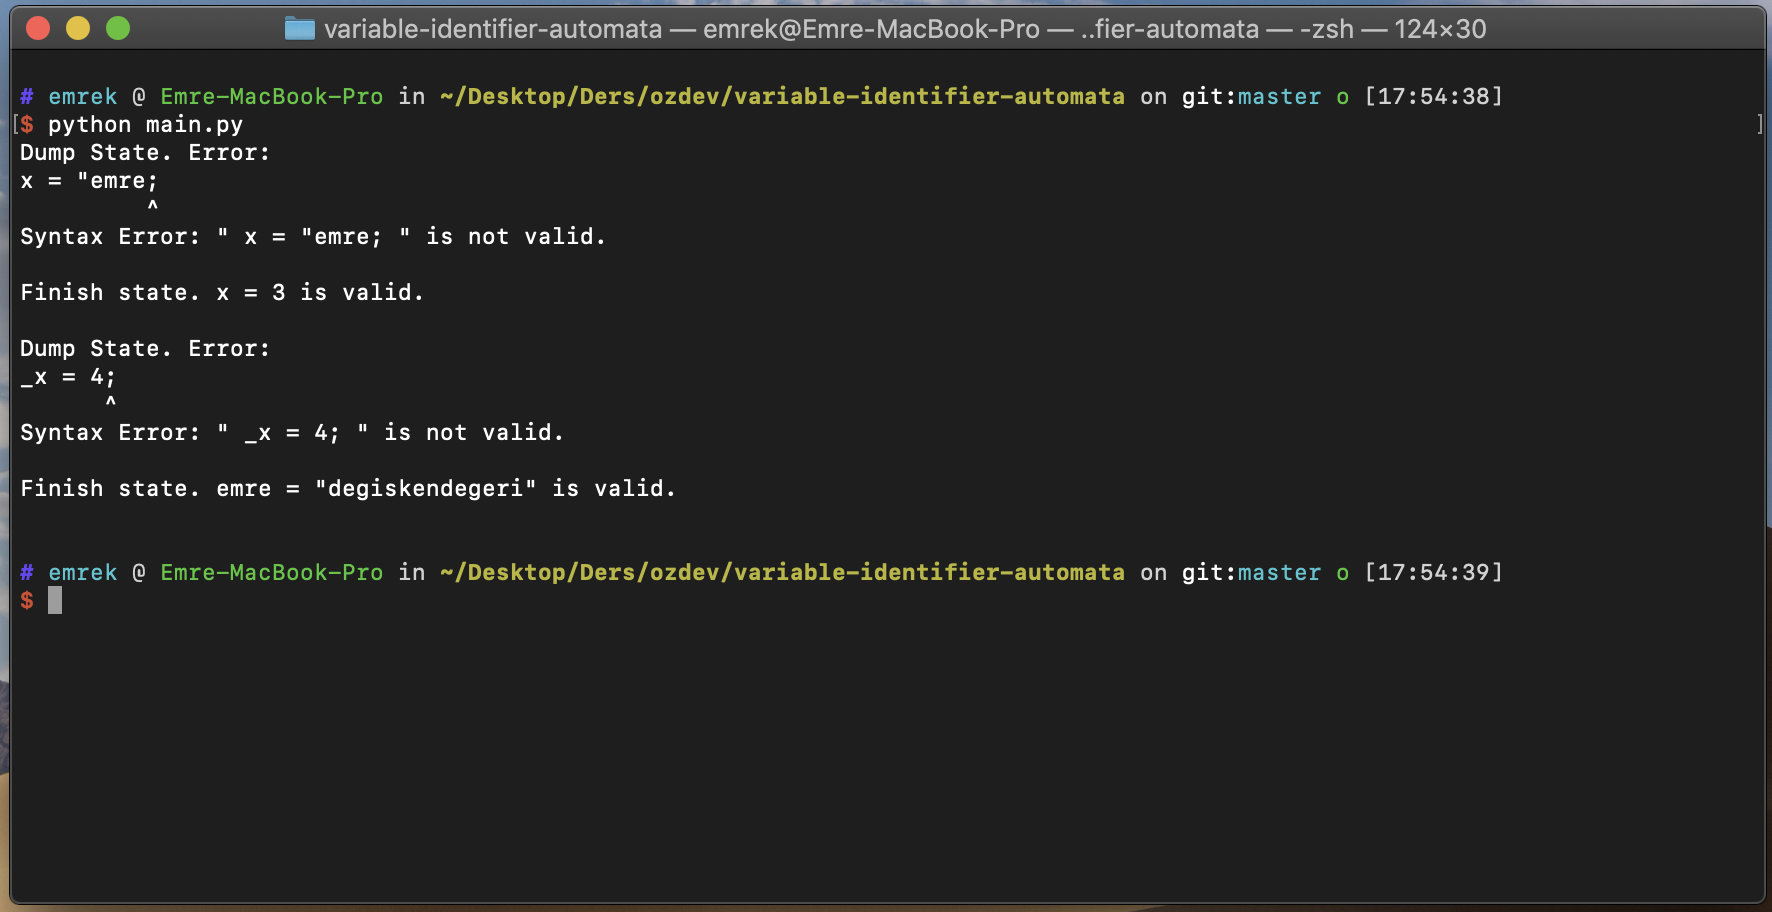 variable-identifier-automata — emrek@Emre-MacBook-Pro — ..fier-automata — -zsh — 124×30
# emrek @ Emre-MacBook-Pro in ~/Desktop/Ders/ozdev/variable-identifier-automata on git:master o [17:54:38]
[$ python main.py ]
Dump State. Error:
x = "emre;
^
Syntax Error: " x = "emre; " is not valid.
Finish state. x = 3 is valid.
Dump State. Error:
_x = 4;
^
Syntax Error: " _x = 4; " is not valid.
Finish state. emre = "degiskendegeri" is valid.
# emrek @ Emre-MacBook-Pro in ~/Desktop/Ders/ozdev/variable-identifier-automata on git:master o [17:54:39]
$